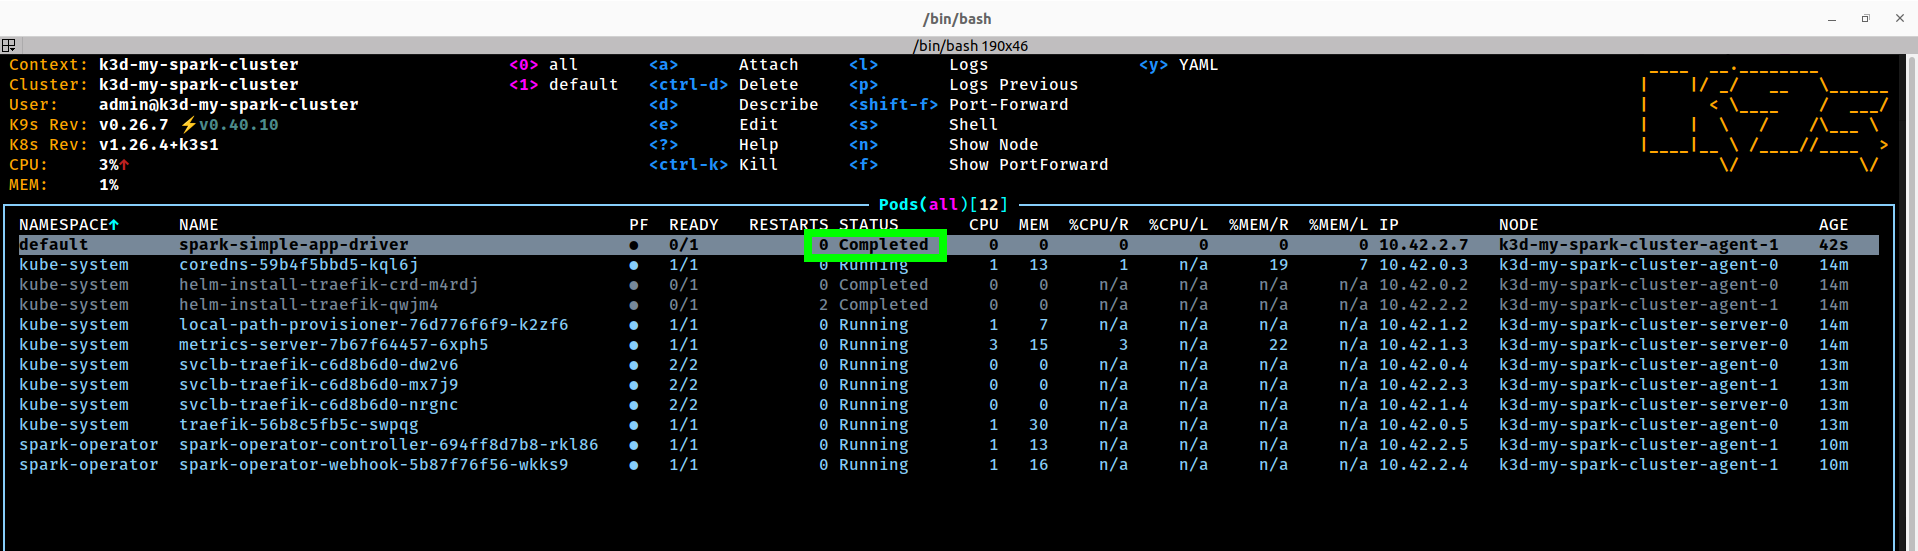 /bin/bash
/bin/bash 190x46
Context: k3d-my-spark-cluster <0> all <a> Attach <l> Logs <y> YAML
Cluster: k3d-my-spark-cluster <1> default <ctrl-d> Delete <p> Logs Previous
User: admin@k3d-my-spark-cluster <d> Describe <shift-f> Port-Forward
K9s Rev: v0.26.7 ⚡v0.40.10 <e> Edit <s> Shell
K8s Rev: v1.26.4+k3s1 <?> Help <n> Show Node
CPU: 3%↑ <ctrl-k> Kill <f> Show PortForward
MEM: 1%
Pods(all)[12]
NAMESPACE↑ NAME PF READY RESTARTS STATUS CPU MEM %CPU/R %CPU/L %MEM/R %MEM/L IP NODE AGE
default spark-simple-app-driver ● 0/1 0 Completed 0 0 0 0 0 0 10.42.2.7 k3d-my-spark-cluster-agent-1 42s
kube-system coredns-59b4f5bbd5-kql6j ● 1/1 0 Running 1 13 1 n/a 19 7 10.42.0.3 k3d-my-spark-cluster-agent-0 14m
kube-system helm-install-traefik-crd-m4rdj ● 0/1 0 Completed 0 0 n/a n/a n/a n/a 10.42.0.2 k3d-my-spark-cluster-agent-0 14m
kube-system helm-install-traefik-qwjm4 ● 0/1 2 Completed 0 0 n/a n/a n/a n/a 10.42.2.2 k3d-my-spark-cluster-agent-1 14m
kube-system local-path-provisioner-76d776f6f9-k2zf6 ● 1/1 0 Running 1 7 n/a n/a n/a n/a 10.42.1.2 k3d-my-spark-cluster-server-0 14m
kube-system metrics-server-7b67f64457-6xph5 ● 1/1 0 Running 3 15 3 n/a 22 n/a 10.42.1.3 k3d-my-spark-cluster-server-0 14m
kube-system svclb-traefik-c6d8b6d0-dw2v6 ● 2/2 0 Running 0 0 n/a n/a n/a n/a 10.42.0.4 k3d-my-spark-cluster-agent-0 13m
kube-system svclb-traefik-c6d8b6d0-mx7j9 ● 2/2 0 Running 0 0 n/a n/a n/a n/a 10.42.2.3 k3d-my-spark-cluster-agent-1 13m
kube-system svclb-traefik-c6d8b6d0-nrgnc ● 2/2 0 Running 0 0 n/a n/a n/a n/a 10.42.1.4 k3d-my-spark-cluster-server-0 13m
kube-system traefik-56b8c5fb5c-swpqg ● 1/1 0 Running 1 30 n/a n/a n/a n/a 10.42.0.5 k3d-my-spark-cluster-agent-0 13m
spark-operator spark-operator-controller-694ff8d7b8-rkl86 ● 1/1 0 Running 1 13 n/a n/a n/a n/a 10.42.2.5 k3d-my-spark-cluster-agent-1 10m
spark-operator spark-operator-webhook-5b87f76f56-wkks9 ● 1/1 0 Running 1 16 n/a n/a n/a n/a 10.42.2.4 k3d-my-spark-cluster-agent-1 10m